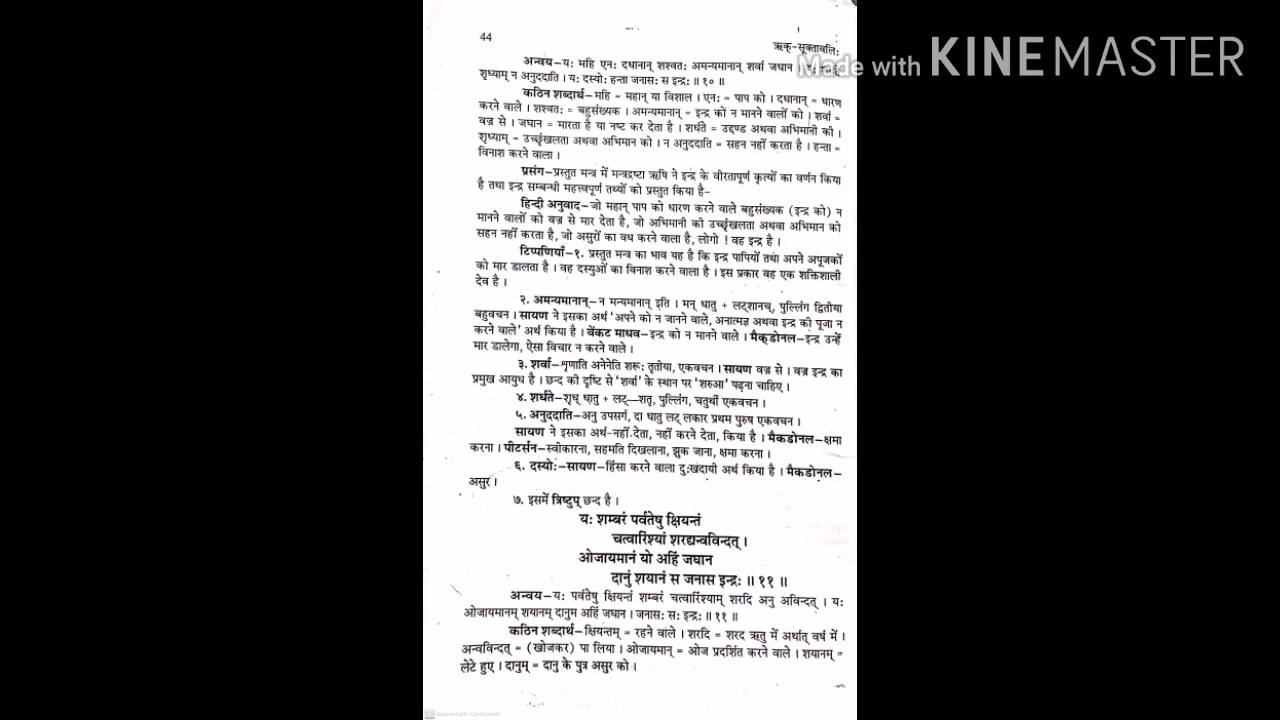 44
ऋक्-सूक्तावलिः
Made with KINEMASTER
अन्वय–यः महि एनः दधानान् शश्वतः अमन्यमानान् शर्वा जघान ।
शृध्याम् न अनुददाति । यः दस्योः हन्ता जनासः स इन्द्रः ॥ १० ॥
कठिन शब्दार्थ–महि = महान् या विशाल । एनः = पाप को । दधानान् = धारण
करने वाले । शश्वतः = बहुसंख्यक । अमन्यमानान् = इन्द्र को न मानने वालों को । शर्वा =
वज्र से । जघान = मारता है या नष्ट कर देता है । शर्धते = उद्दण्ड अथवा अभिमानी की ।
शृध्याम् = उच्छृंखलता अथवा अभिमान को । न अनुददाति = सहन नहीं करता है । हन्ता =
विनाश करने वाला ।
प्रसंग–प्रस्तुत मन्त्र में मन्त्रद्रष्टा ऋषि ने इन्द्र के वीरतापूर्ण कृत्यों का वर्णन किया
है तथा इन्द्र सम्बन्धी महत्त्वपूर्ण तथ्यों को प्रस्तुत किया है–
हिन्दी अनुवाद–जो महान् पाप को धारण करने वाले बहुसंख्यक (इन्द्र को) न
मानने वालों को वज्र से मार देता है, जो अभिमानी की उच्छृंखलता अथवा अभिमान को
सहन नहीं करता है, जो असुरों का वध करने वाला है, लोगो ! वह इन्द्र है ।
टिप्पणियाँ–१. प्रस्तुत मन्त्र का भाव यह है कि इन्द्र पापियों तथा अपने अपूजकों
को मार डालता है । वह दस्युओं का विनाश करने वाला है । इस प्रकार वह एक शक्तिशाली
देव है ।
२. अमन्यमानान्–न मन्यमानान् इति । मन् धातु + लट्शानच्, पुल्लिंग द्वितीया
बहुवचन । सायण ने इसका अर्थ ‘अपने को न जानने वाले, अनात्मज्ञ अथवा इन्द्र की पूजा न
करने वाले’ अर्थ किया है । वेंकट माधव–इन्द्र को न मानने वाले । मैक्डोनल–इन्द्र उन्हें
मार डालेगा, ऐसा विचार न करने वाले ।
३. शर्वा–शृणाति अनेनेति शरूः तृतीया, एकवचन । सायण वज्र से । वज्र इन्द्र का
प्रमुख आयुध है । छन्द की दृष्टि से ‘शर्वा’ के स्थान पर ‘शरुआ’ पढ़ना चाहिए ।
४. शर्धते–शृध् धातु + लट्—शतृ, पुल्लिंग, चतुर्थी एकवचन ।
५. अनुददाति–अनु उपसर्ग, दा धातु लट् लकार प्रथम पुरुष एकवचन ।
सायण ने इसका अर्थ-नहीं देता, नहीं करने देता, किया है । मैकडोनल–क्षमा
करना । पीटर्सन–स्वीकारना, सहमति दिखलाना, झुक जाना, क्षमा करना ।
६. दस्योः–सायण–हिंसा करने वाला दुःखदायी अर्थ किया है । मैकडोनल–
असुर ।
७. इसमें त्रिष्टुप् छन्द है ।
यः शम्बरं पर्वतेषु क्षियन्तं
चत्वारिंश्यां शरद्यन्वविन्दत् ।
ओजायमानं यो अहिं जघान
दानुं शयानं स जनास इन्द्रः ॥ ११ ॥
अन्वय–यः पर्वतेषु क्षियन्तं शम्बरं चत्वारिंश्याम् शरदि अनु अविन्दत् । यः
ओजायमानम् शयानम् दानुम अहिं जघान । जनासः सः इन्द्रः ॥ ११ ॥
कठिन शब्दार्थ–क्षियन्तम् = रहने वाले । शरदि = शरद ऋतु में अर्थात् वर्ष में ।
अन्वविन्दत् = (खोजकर) पा लिया । ओजायमान् = ओज प्रदर्शित करने वाले । शयानम् =
लेटे हुए । दानुम् = दानु के पुत्र असुर को ।
Scanned with CamScanner